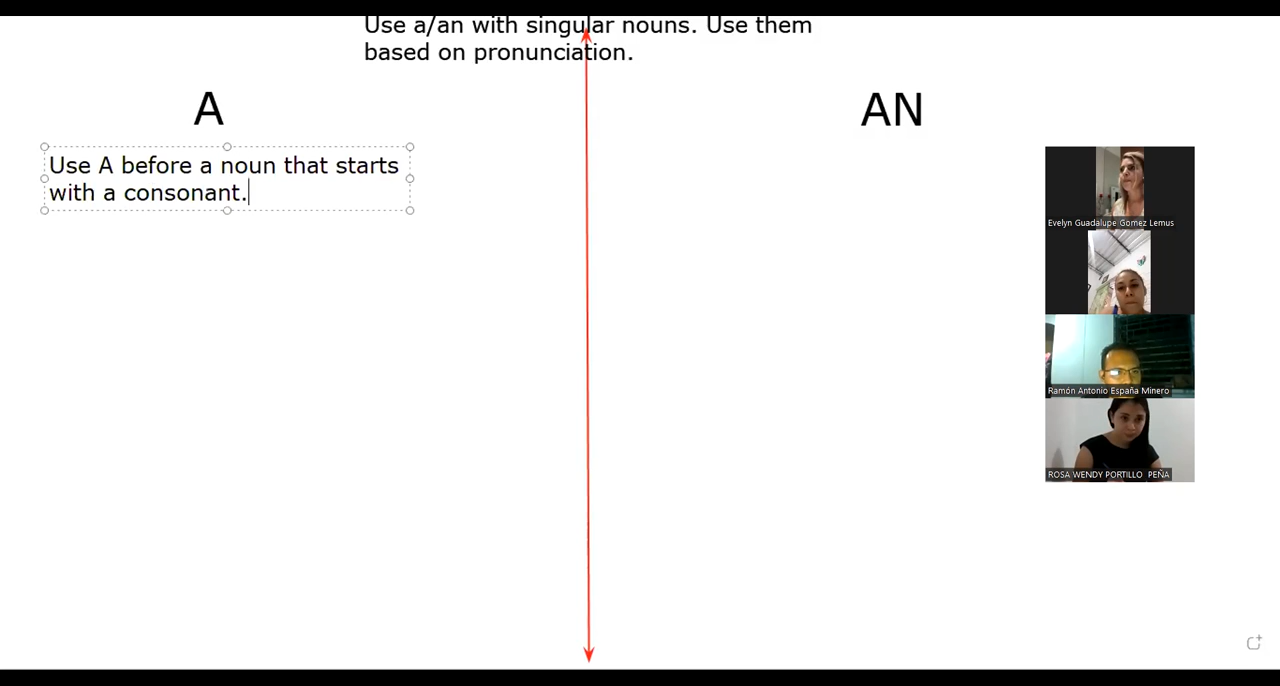 Use a/an with singular nouns. Use them
based on pronunciation.
A
AN
Use A before a noun that starts
with a consonant.
Evelyn Guadalupe Gomez Lemus
Ramón Antonio España Minero
ROSA WENDY PORTILLO PEÑA